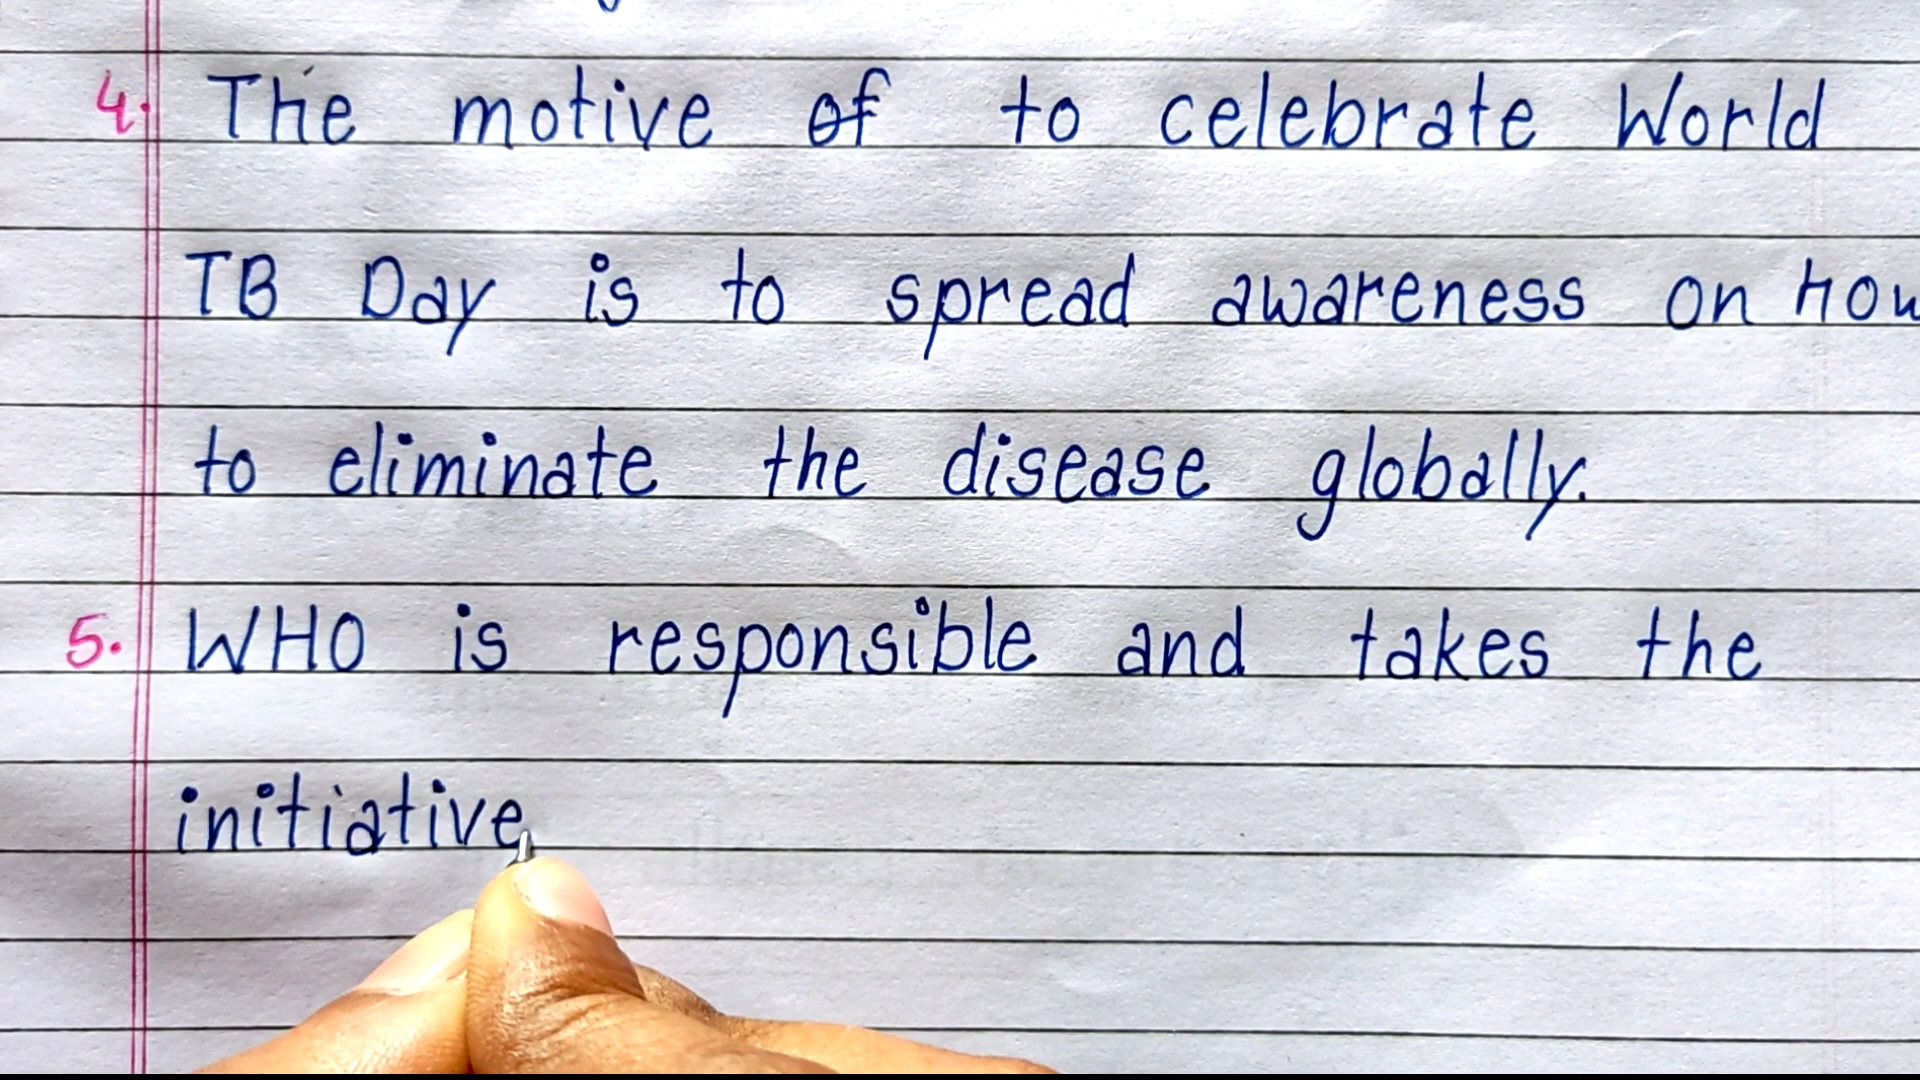 4. The motive of to celebrate World
TB Day is to spread awareness on how
to eliminate the disease globally.
5. WHO is responsible and takes the
initiative